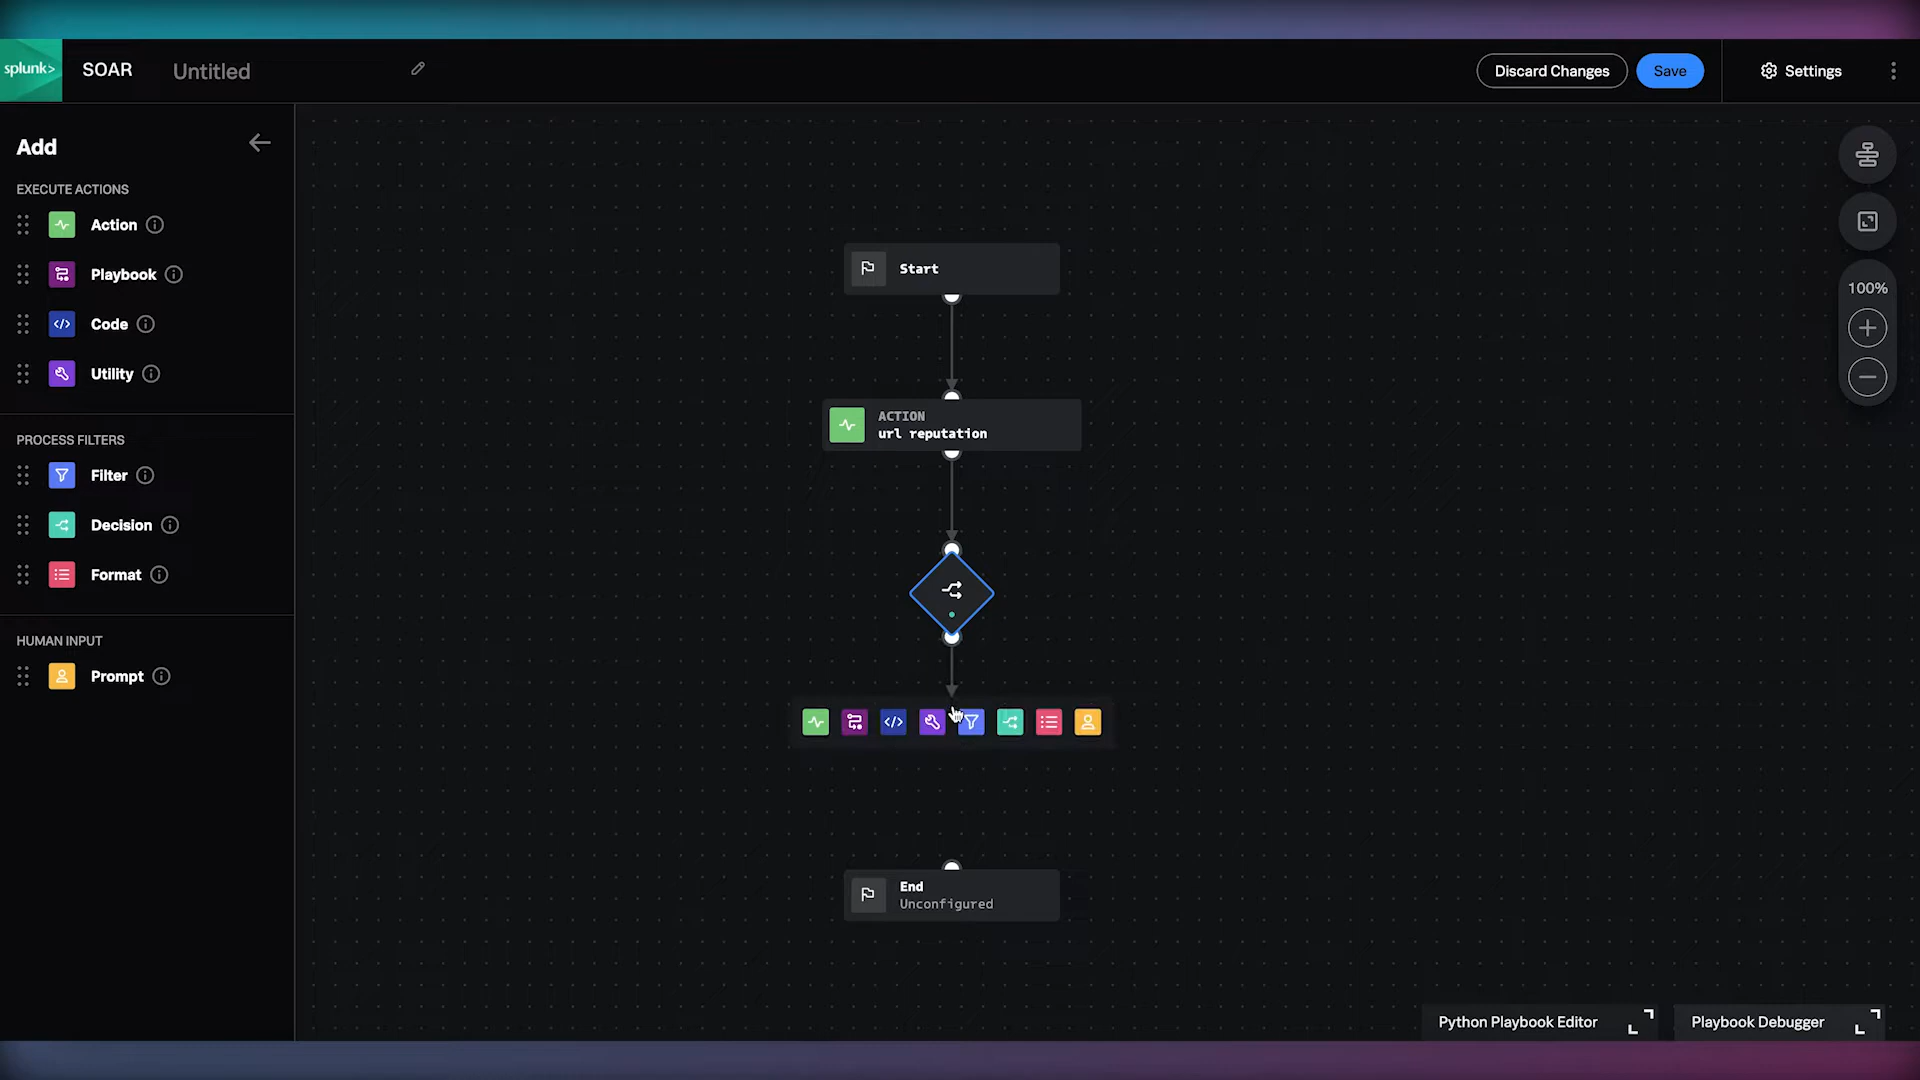 splunk>
SOAR
Untitled
Discard Changes
Save
Settings
Add
EXECUTE ACTIONS
Action
Playbook
Code
Utility
PROCESS FILTERS
Filter
Decision
Format
HUMAN INPUT
Prompt
Start
ACTION
url reputation
End
Unconfigured
100%
Python Playbook Editor
Playbook Debugger